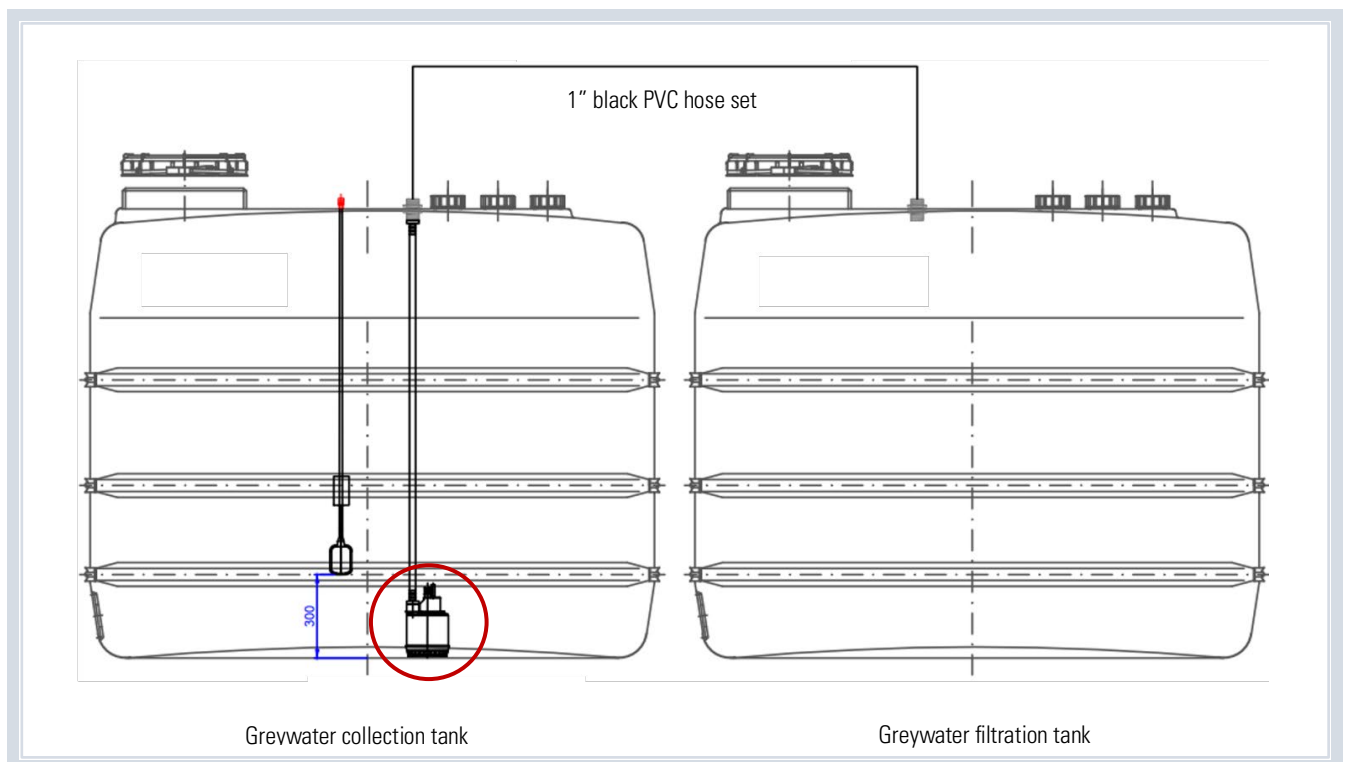 1” black PVC hose set
300
Greywater collection tank
Greywater filtration tank